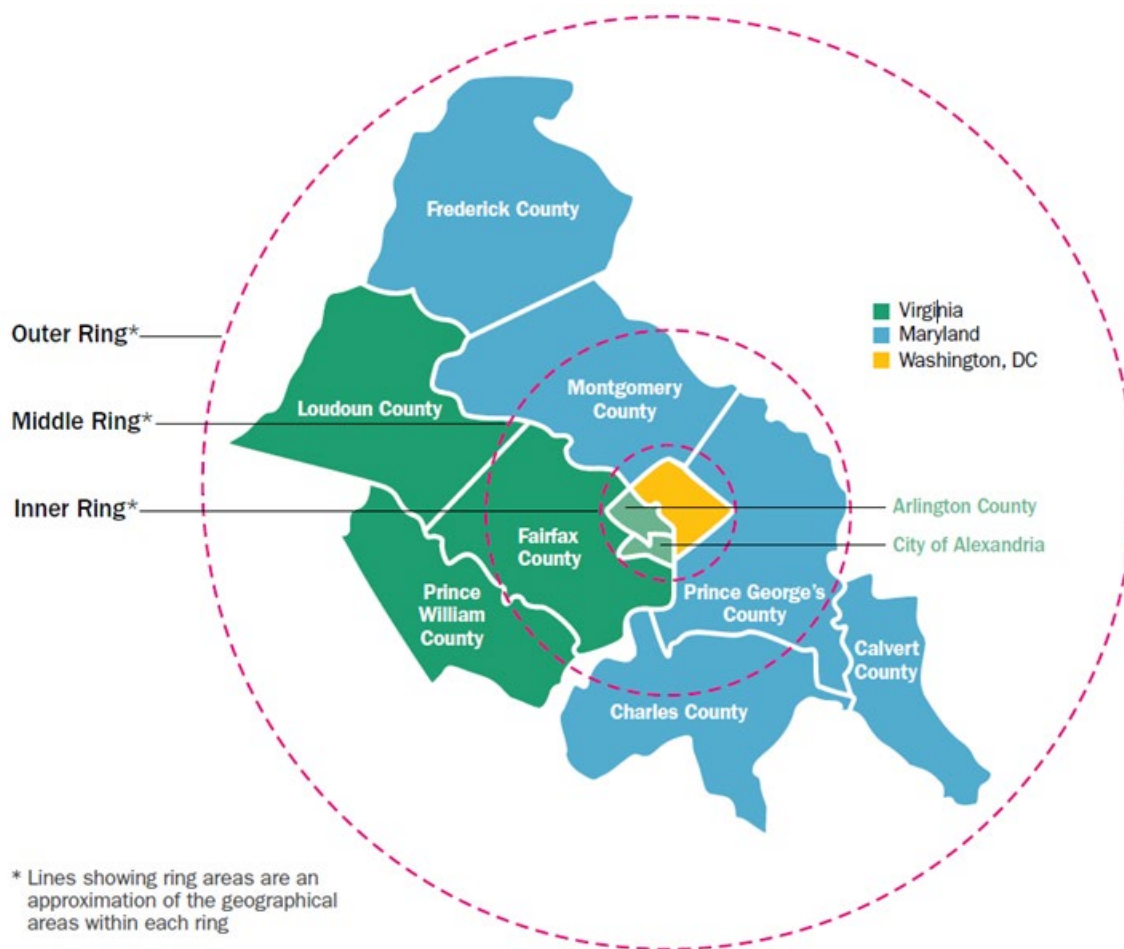 Frederick County
Outer Ring*
Virginia
Maryland
Washington, DC
Middle Ring*
Loudoun County
Montgomery
County
Inner Ring*
Arlington County
City of Alexandria
Fairfax
County
Prince
William
County
Prince George's
County
Calvert
County
Charles County
* Lines showing ring areas are an
approximation of the geographical
areas within each ring